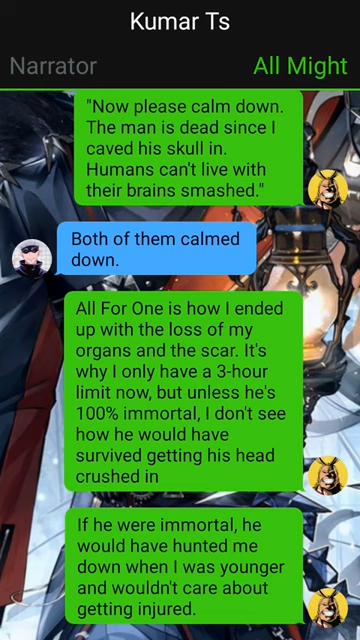 Kumar Ts
Narrator
All Might
"Now please calm down.
The man is dead since I
caved his skull in.
Humans can't live with
their brains smashed."
Both of them calmed
down.
All For One is how I ended
up with the loss of my
organs and the scar. It's
why I only have a 3-hour
limit now, but unless he's
100% immortal, I don't see
how he would have
survived getting his head
crushed in
If he were immortal, he
would have hunted me
down when I was younger
and wouldn't care about
getting injured.